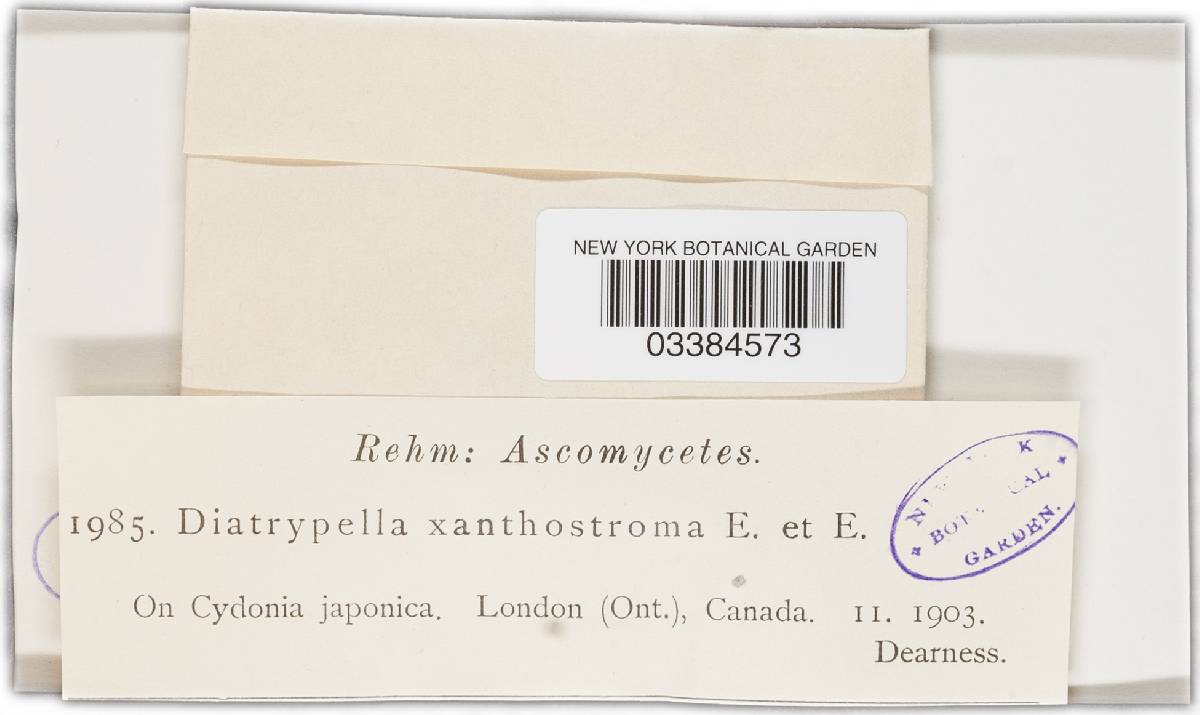 NEW YORK BOTANICAL GARDEN
03384573
Rehm: Ascomycetes.
1985. Diatrypella xanthostroma E. et E.
On Cydonia japonica. London (Ont.), Canada. 11. 1903.
Dearness.
GARDEN.